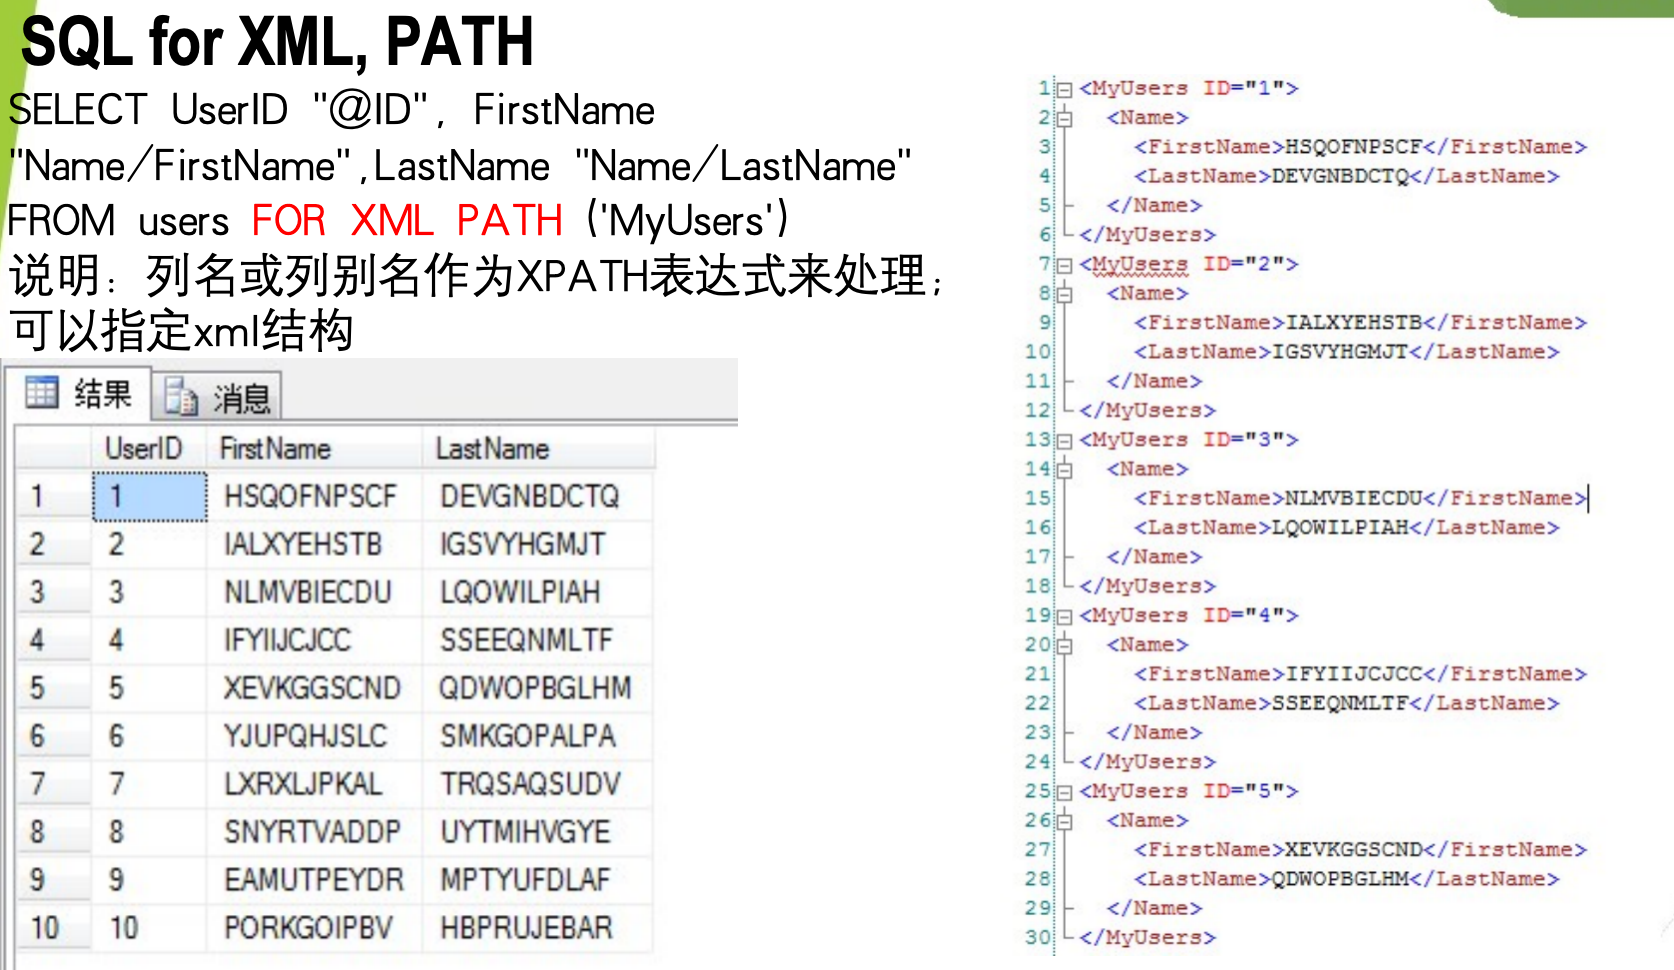 SQL for XML, PATH
SELECT UserID "@ID", FirstName
"Name/FirstName",LastName "Name/LastName"
FROM users FOR XML PATH ('MyUsers')
说明：列名或列别名作为XPATH表达式来处理；
可以指定xml结构
结果 消息
UserID FirstName LastName
1 1 HSQOFNPSCF DEVGNBDCTQ
2 2 IALXYEHSTB IGSVYHGMJT
3 3 NLMVBIECDU LQOWILPIAH
4 4 IFYIIJCJCC SSEEQNMLTF
5 5 XEVKGGSCND QDWOPBGLHM
6 6 YJUPQHJSLC SMKGOPALPA
7 7 LXRXLJPKAL TRQSAQSUDV
8 8 SNYRTVADDP UYTMIHVGYE
9 9 EAMUTPEYDR MPTYUFDLAF
10 10 PORKGOIPBV HBPRUJEBAR
1 <MyUsers ID="1">
2 <Name>
3 <FirstName>HSQOFNPSCF</FirstName>
4 <LastName>DEVGNBDCTQ</LastName>
5 </Name>
6 </MyUsers>
7 <MyUsers ID="2">
8 <Name>
9 <FirstName>IALXYEHSTB</FirstName>
10 <LastName>IGSVYHGMJT</LastName>
11 </Name>
12 </MyUsers>
13 <MyUsers ID="3">
14 <Name>
15 <FirstName>NLMVBIECDU</FirstName>
16 <LastName>LQOWILPIAH</LastName>
17 </Name>
18 </MyUsers>
19 <MyUsers ID="4">
20 <Name>
21 <FirstName>IFYIIJCJCC</FirstName>
22 <LastName>SSEEQNMLTF</LastName>
23 </Name>
24 </MyUsers>
25 <MyUsers ID="5">
26 <Name>
27 <FirstName>XEVKGGSCND</FirstName>
28 <LastName>QDWOPBGLHM</LastName>
29 </Name>
30 </MyUsers>